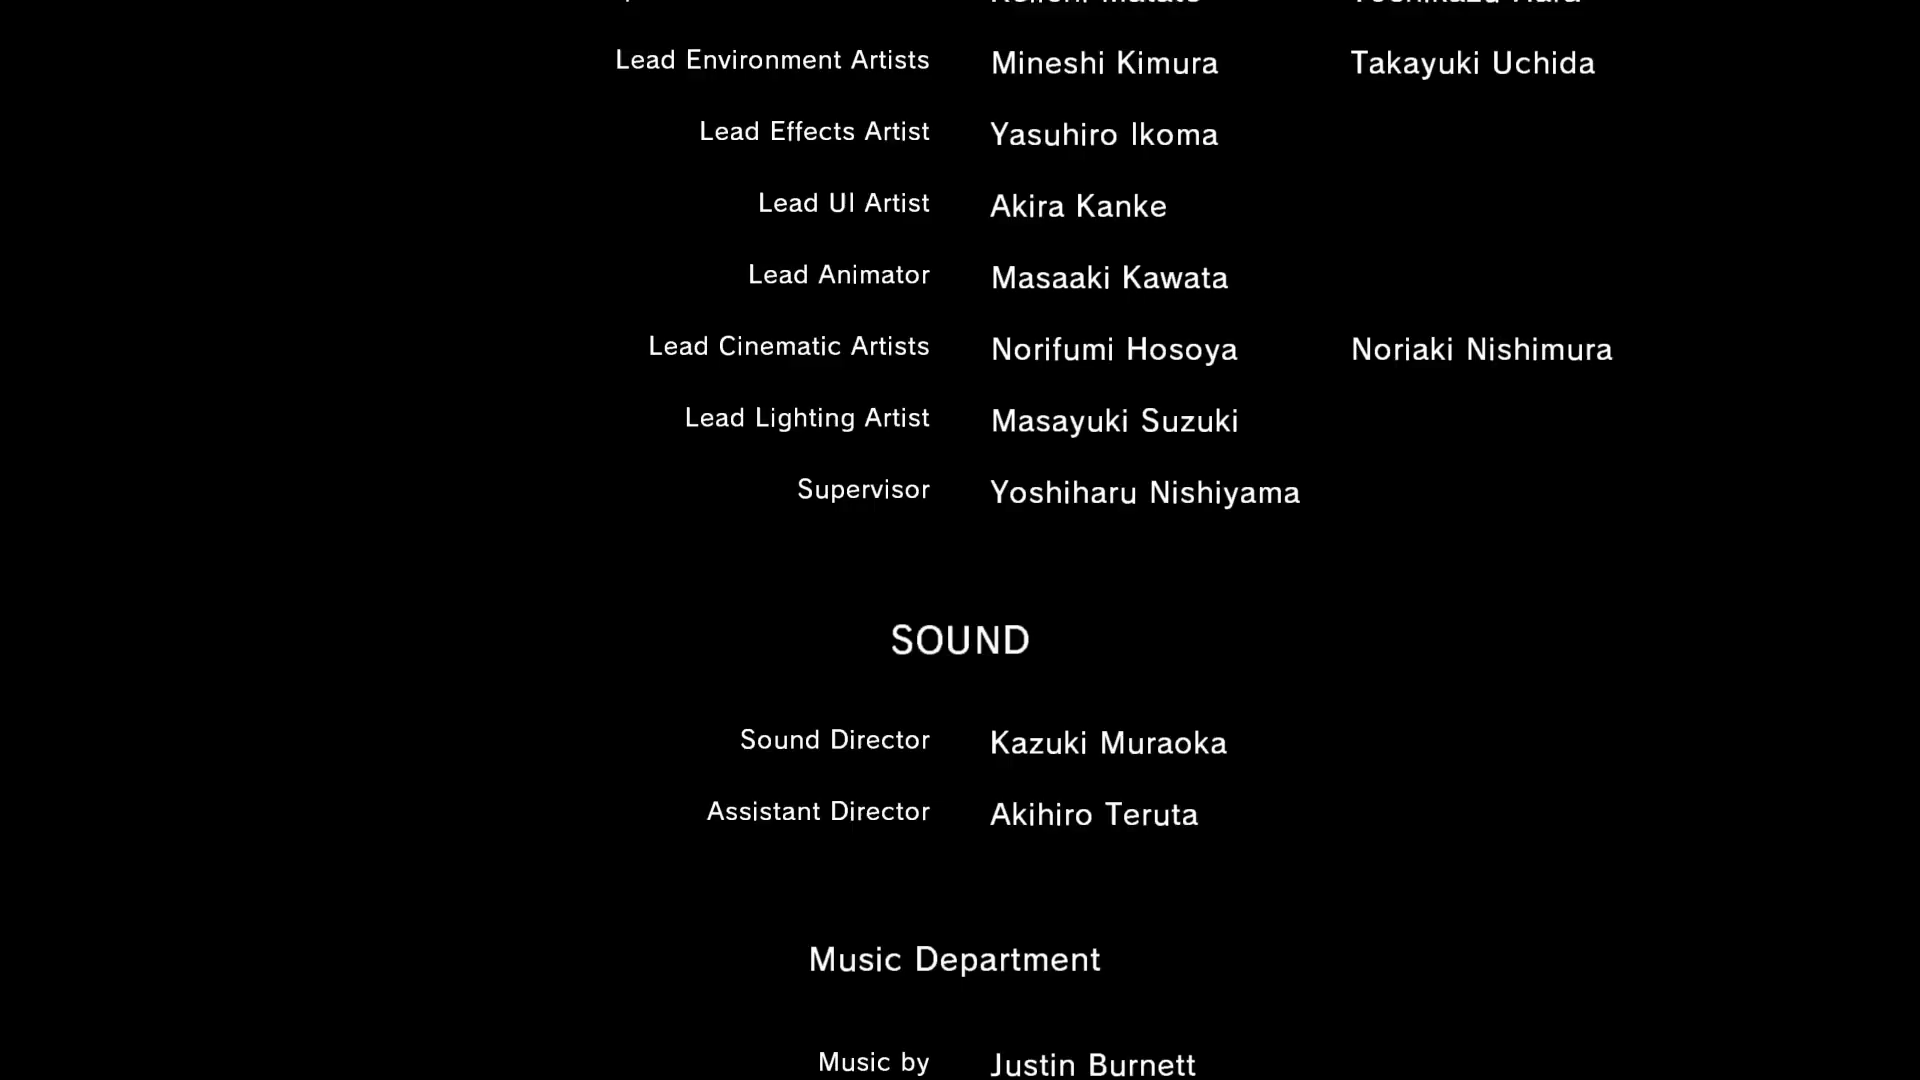 Lead Environment Artists Mineshi Kimura Takayuki Uchida
Lead Effects Artist Yasuhiro Ikoma
Lead UI Artist Akira Kanke
Lead Animator Masaaki Kawata
Lead Cinematic Artists Norifumi Hosoya Noriaki Nishimura
Lead Lighting Artist Masayuki Suzuki
Supervisor Yoshiharu Nishiyama
SOUND
Sound Director Kazuki Muraoka
Assistant Director Akihiro Teruta
Music Department
Music by Justin Burnett